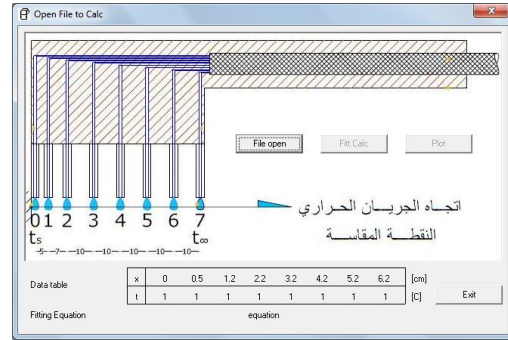 Open File to Calc
File open
Fitt.Calc
Plot
اتجـاه الجريـــان الحـراري
النقطـــة المقاســـة
0 1 2 3 4 5 6 7
ts t∞
-5-7-10-10-10-10-10-
Data table
x 0 0.5 1.2 2.2 3.2 4.2 5.2 6.2 [cm]
t 1 1 1 1 1 1 1 1 [C]
Exit
Fitting Equation equation